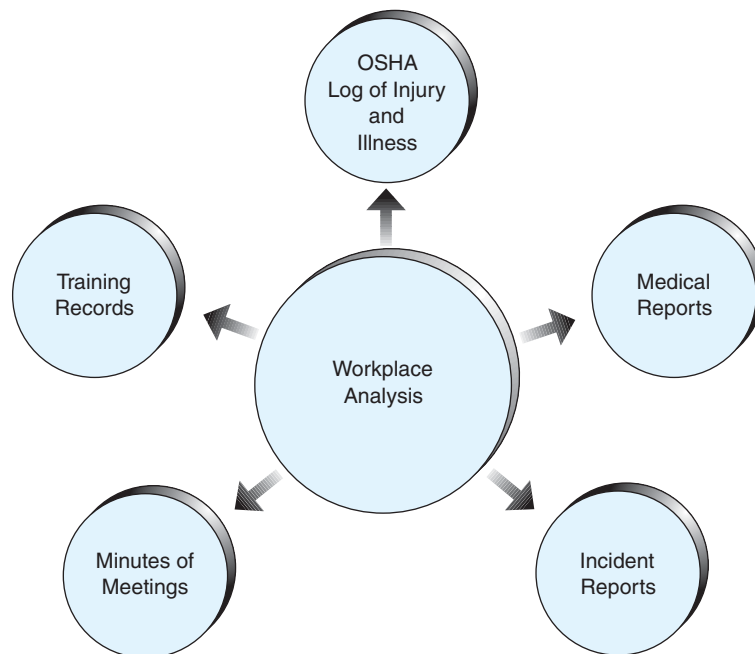 OSHA
Log of Injury
and
Illness
Training
Records
Medical
Reports
Workplace
Analysis
Minutes of
Meetings
Incident
Reports